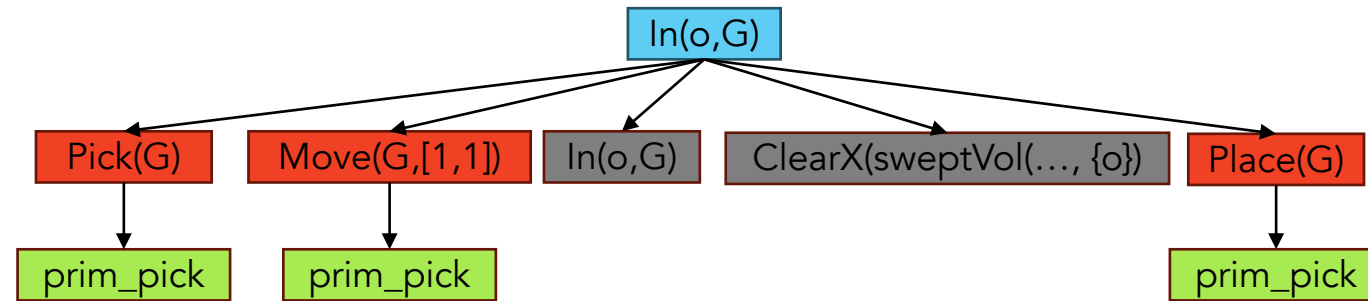 In(o,G)
Pick(G)
Move(G,[1,1])
In(o,G)
ClearX(sweptVol(…, {o})
Place(G)
prim_pick
prim_pick
prim_pick